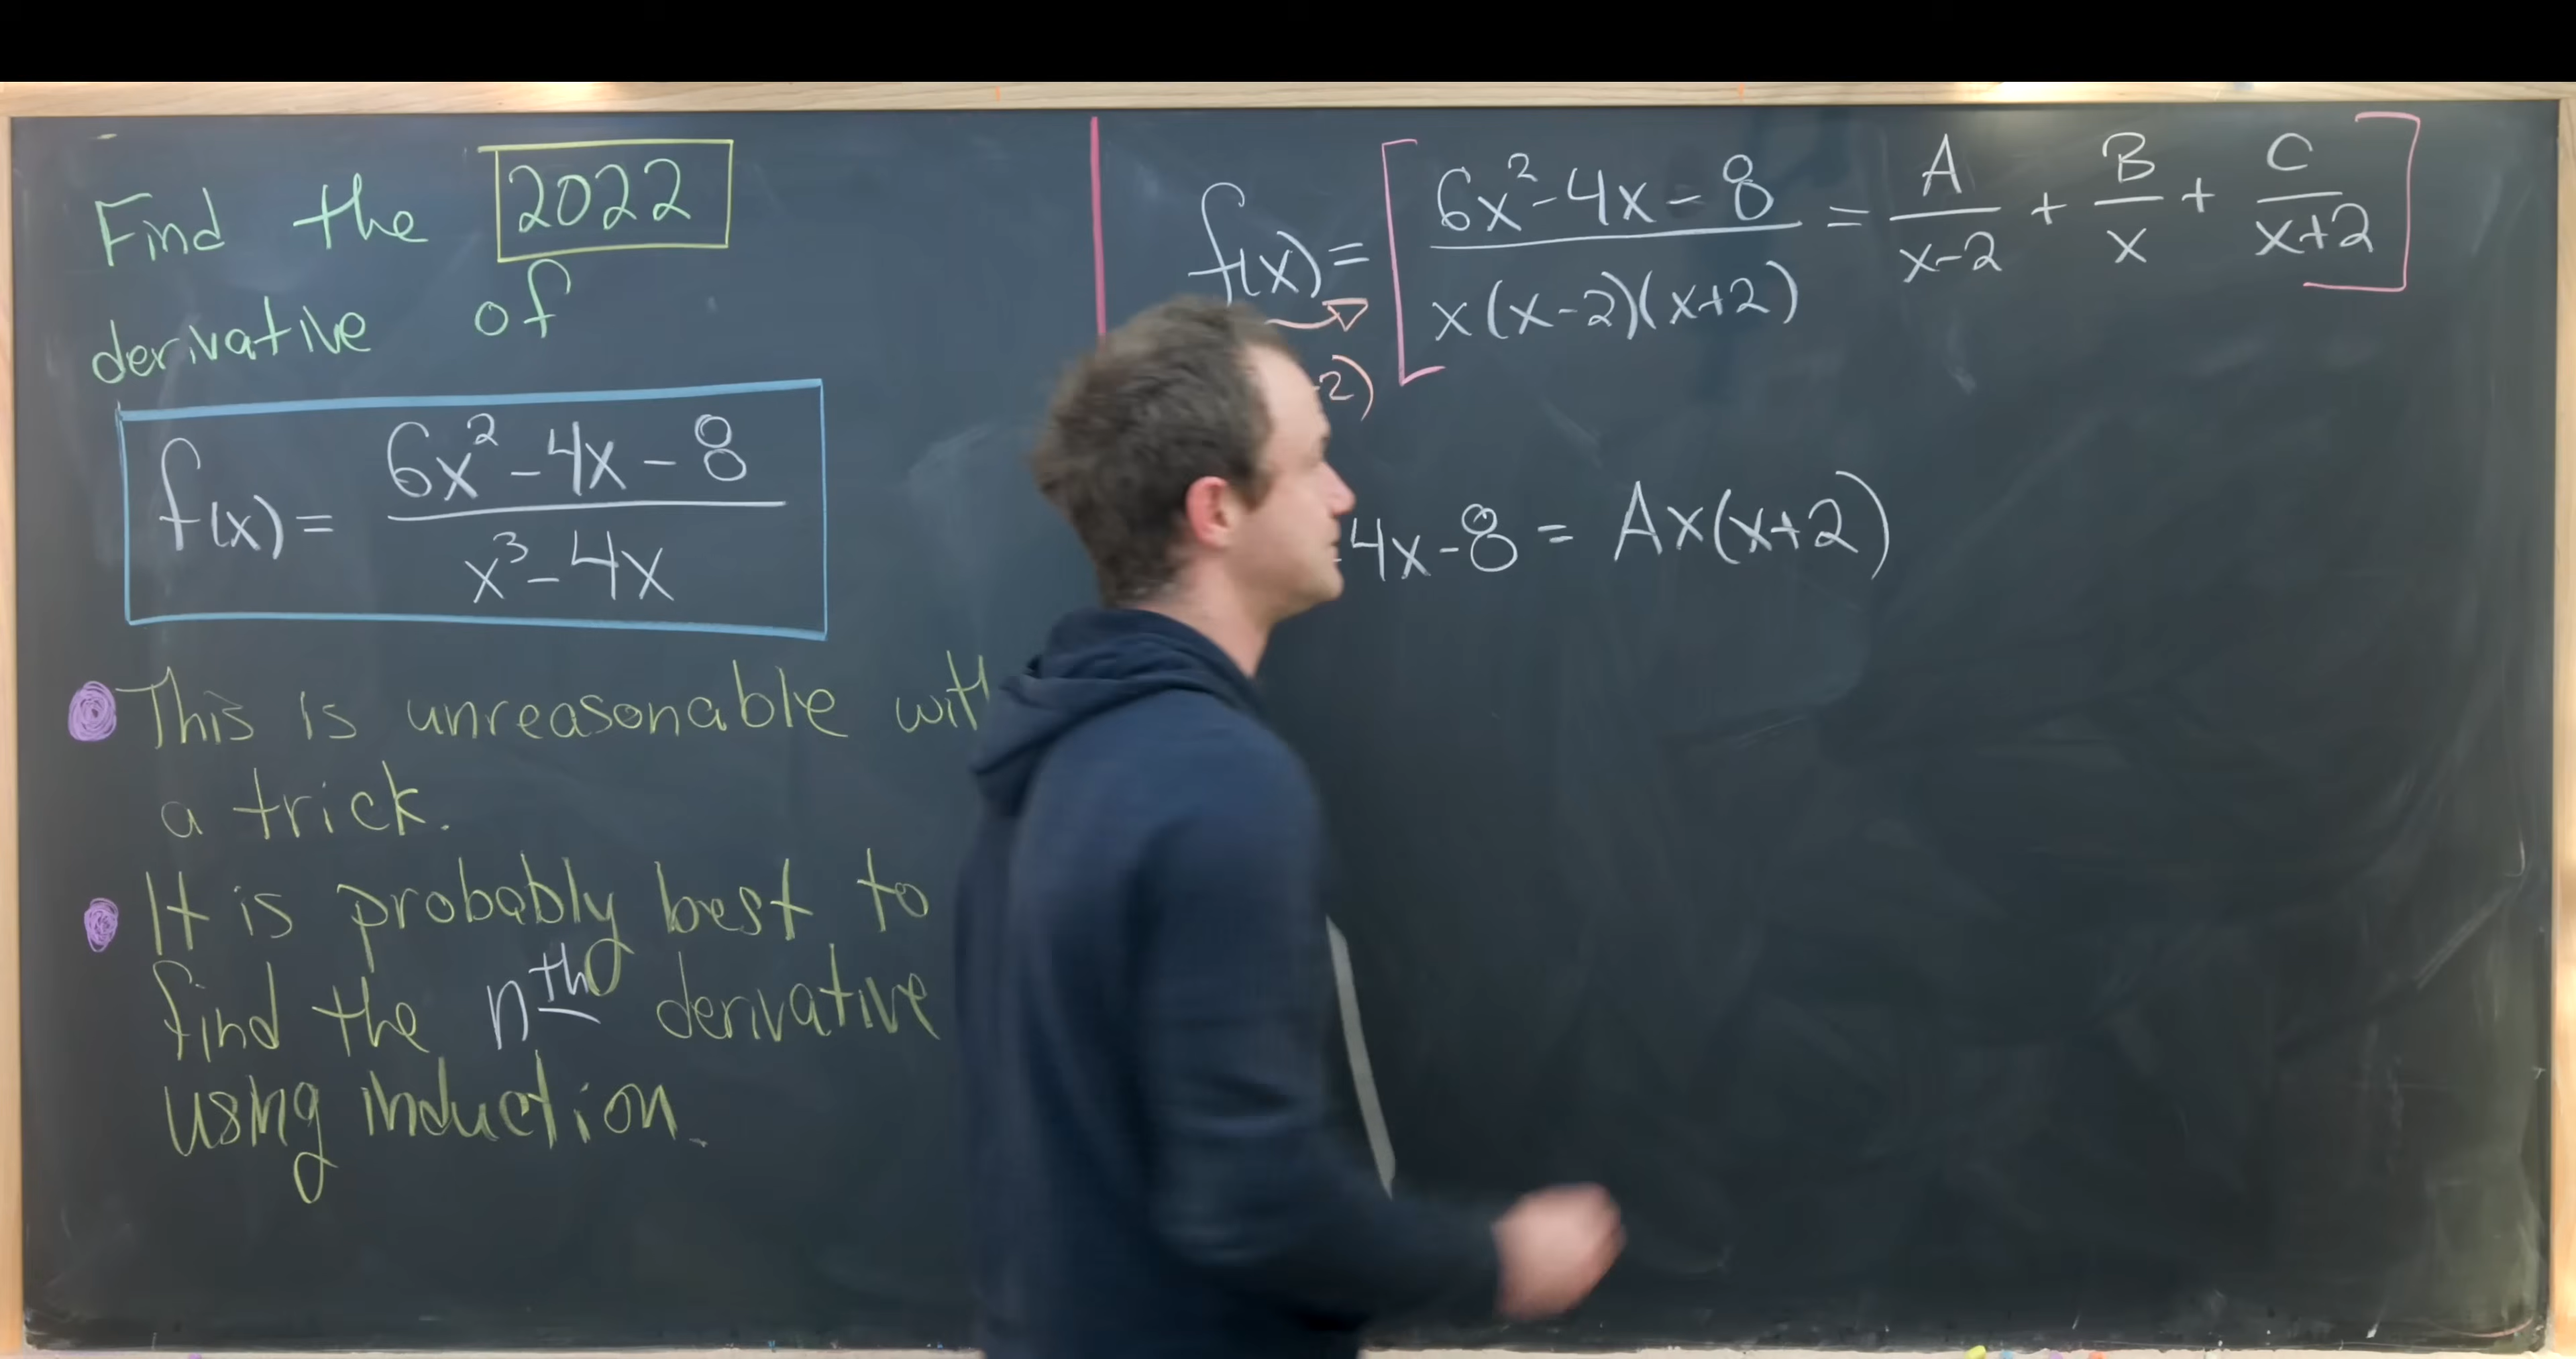 Find the 2022
derivative of
f(x) = (6x² - 4x - 8)/(x³ - 4x)
This is unreasonable
a trick.
It is probably best to
find the nth derivative
using induction.
f(x) = [(6x² - 4x - 8)/(x(x-2)(x+2)) = A/(x-2) + B/x + C/(x+2)]
2)
4x - 8 = Ax(x+2)